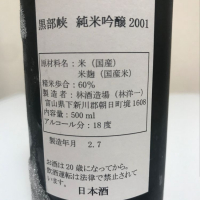 黒部峡 純米吟醸 2001
原材料名:米(国産)
米麹(国産米)
精米歩合:60%
製造者名:林酒造場(林洋一)
富山県下新川郡朝日町境1608
内容量:500 ml
アルコール分:18度
製造年月 2.7
お酒は20歳になってから。
飲酒運転は法律で禁止されて
います。
日本酒